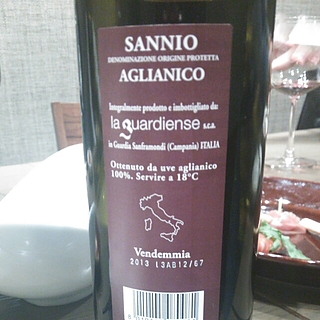 SANNIO
DENOMINAZIONE ORIGINE PROTETTA
AGLIANICO
Integralmente prodotto e imbottigliato da:
la Guardiense s.c.a.
in Guardia Sanframondi (Campania) ITALIA
Ottenuto da uve aglianico
100%. Servire a 18°C
Vendemmia
2013 L3AB12/67